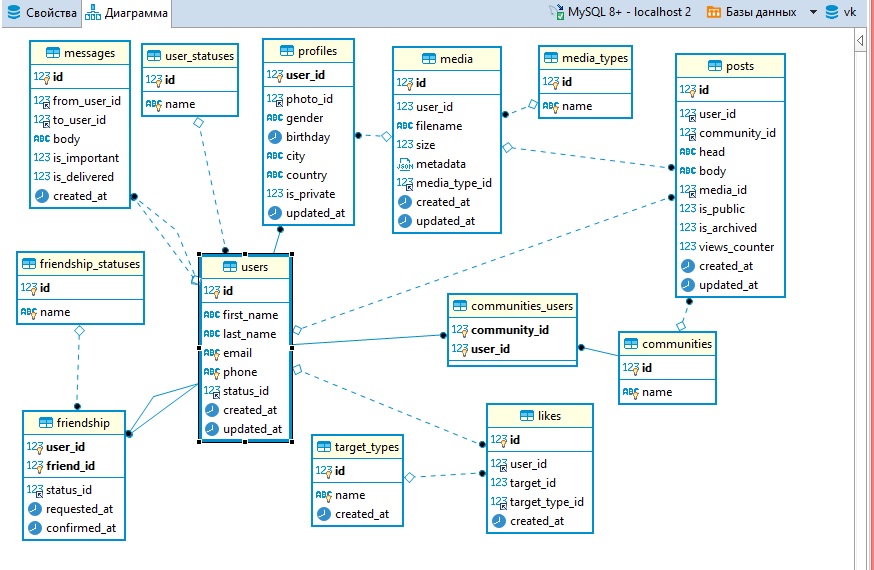 Свойства
Диаграмма
MySQL 8+ - localhost 2
Базы данных
vk
messages
123 id
123 from_user_id
123 to_user_id
ABC body
123 is_important
123 is_delivered
created_at
user_statuses
123 id
ABC name
profiles
123 user_id
123 photo_id
ABC gender
birthday
ABC city
ABC country
123 is_private
updated_at
media
123 id
123 user_id
ABC filename
123 size
JSON metadata
123 media_type_id
created_at
updated_at
media_types
123 id
ABC name
posts
123 id
123 user_id
123 community_id
ABC head
ABC body
123 media_id
123 is_public
123 is_archived
123 views_counter
created_at
updated_at
friendship_statuses
123 id
ABC name
users
123 id
ABC first_name
ABC last_name
ABC email
ABC phone
123 status_id
created_at
updated_at
communities_users
123 community_id
123 user_id
communities
123 id
ABC name
friendship
123 user_id
123 friend_id
123 status_id
requested_at
confirmed_at
target_types
123 id
ABC name
created_at
likes
123 id
123 user_id
123 target_id
123 target_type_id
created_at